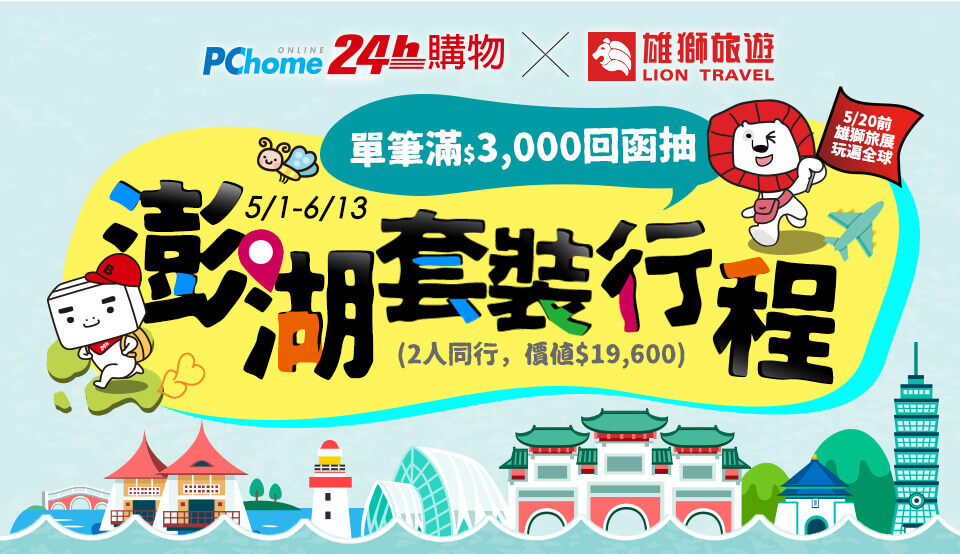 PChome ONLINE 24h購物 × 雄獅旅遊
LION TRAVEL
單筆滿$3,000回函抽
5/20前
雄獅旅展
玩遍全球
5/1-6/13
澎湖套裝行程
(2人同行，價值$19,600)
B